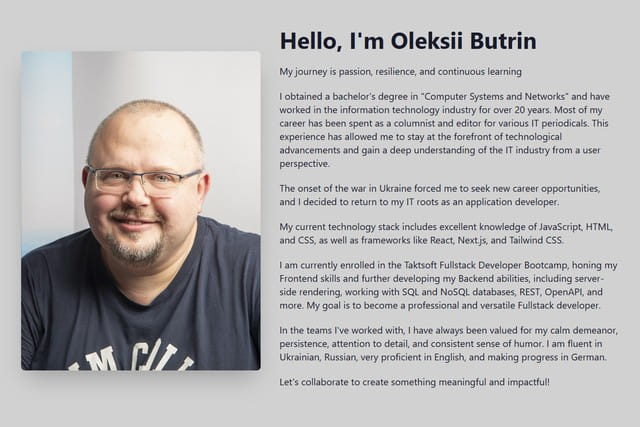 Hello, I'm Oleksii Butrin
My journey is passion, resilience, and continuous learning
I obtained a bachelor's degree in "Computer Systems and Networks" and have
worked in the information technology industry for over 20 years. Most of my
career has been spent as a columnist and editor for various IT periodicals. This
experience has allowed me to stay at the forefront of technological
advancements and gain a deep understanding of the IT industry from a user
perspective.
The onset of the war in Ukraine forced me to seek new career opportunities,
and I decided to return to my IT roots as an application developer.
My current technology stack includes excellent knowledge of JavaScript, HTML,
and CSS, as well as frameworks like React, Next.js, and Tailwind CSS.
I am currently enrolled in the Taktsoft Fullstack Developer Bootcamp, honing my
Frontend skills and further developing my Backend abilities, including server-
side rendering, working with SQL and NoSQL databases, REST, OpenAPI, and
more. My goal is to become a professional and versatile Fullstack developer.
In the teams I've worked with, I have always been valued for my calm demeanor,
persistence, attention to detail, and consistent sense of humor. I am fluent in
Ukrainian, Russian, very proficient in English, and making progress in German.
Let's collaborate to create something meaningful and impactful!